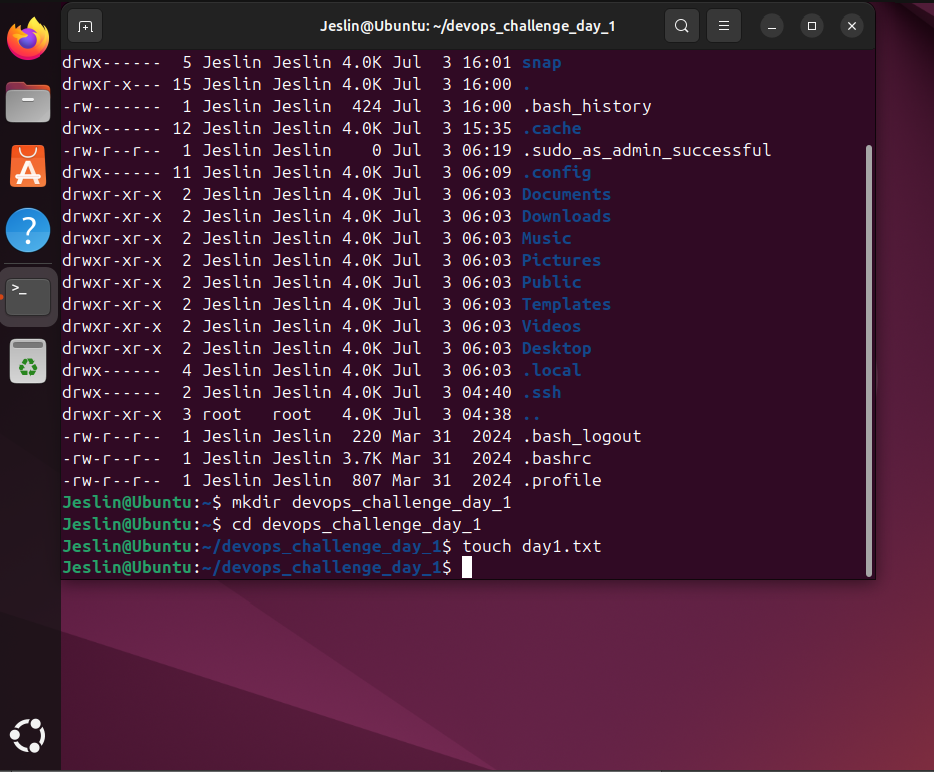 Jeslin@Ubuntu: ~/devops_challenge_day_1
drwx------  5 Jeslin Jeslin 4.0K Jul  3 16:01 snap
drwxr-x--- 15 Jeslin Jeslin 4.0K Jul  3 16:00 .
-rw-------  1 Jeslin Jeslin  424 Jul  3 16:00 .bash_history
drwx------ 12 Jeslin Jeslin 4.0K Jul  3 15:35 .cache
-rw-r--r--  1 Jeslin Jeslin    0 Jul  3 06:19 .sudo_as_admin_successful
drwx------ 11 Jeslin Jeslin 4.0K Jul  3 06:09 .config
drwxr-xr-x  2 Jeslin Jeslin 4.0K Jul  3 06:03 Documents
drwxr-xr-x  2 Jeslin Jeslin 4.0K Jul  3 06:03 Downloads
drwxr-xr-x  2 Jeslin Jeslin 4.0K Jul  3 06:03 Music
drwxr-xr-x  2 Jeslin Jeslin 4.0K Jul  3 06:03 Pictures
drwxr-xr-x  2 Jeslin Jeslin 4.0K Jul  3 06:03 Public
drwxr-xr-x  2 Jeslin Jeslin 4.0K Jul  3 06:03 Templates
drwxr-xr-x  2 Jeslin Jeslin 4.0K Jul  3 06:03 Videos
drwxr-xr-x  2 Jeslin Jeslin 4.0K Jul  3 06:03 Desktop
drwx------  4 Jeslin Jeslin 4.0K Jul  3 06:03 .local
drwx------  2 Jeslin Jeslin 4.0K Jul  3 04:40 .ssh
drwxr-xr-x  3 root   root   4.0K Jul  3 04:38 ..
-rw-r--r--  1 Jeslin Jeslin  220 Mar 31  2024 .bash_logout
-rw-r--r--  1 Jeslin Jeslin 3.7K Mar 31  2024 .bashrc
-rw-r--r--  1 Jeslin Jeslin  807 Mar 31  2024 .profile
Jeslin@Ubuntu:~$ mkdir devops_challenge_day_1
Jeslin@Ubuntu:~$ cd devops_challenge_day_1
Jeslin@Ubuntu:~/devops_challenge_day_1$ touch day1.txt
Jeslin@Ubuntu:~/devops_challenge_day_1$